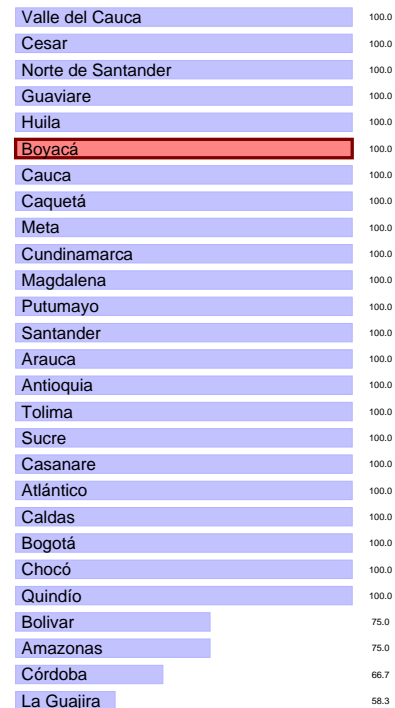 Valle del Cauca 100.0
Cesar 100.0
Norte de Santander 100.0
Guaviare 100.0
Huila 100.0
Boyacá 100.0
Cauca 100.0
Caquetá 100.0
Meta 100.0
Cundinamarca 100.0
Magdalena 100.0
Putumayo 100.0
Santander 100.0
Arauca 100.0
Antioquia 100.0
Tolima 100.0
Sucre 100.0
Casanare 100.0
Atlántico 100.0
Caldas 100.0
Bogotá 100.0
Chocó 100.0
Quindío 100.0
Bolivar 75.0
Amazonas 75.0
Córdoba 66.7
La Guajira 58.3